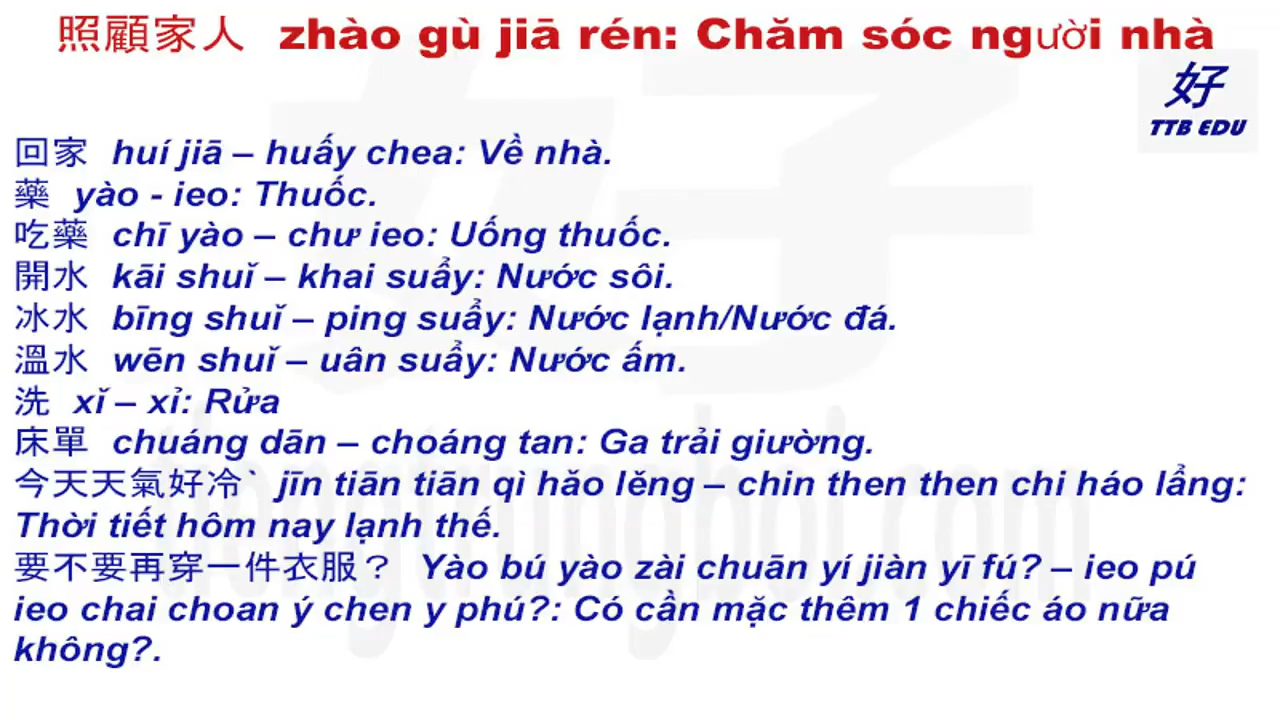 照顧家人 zhào gù jiā rén: Chăm sóc người nhà
好
TTB EDU
回家 huí jiā – huấy chea: Về nhà.
藥 yào - ieo: Thuốc.
吃藥 chī yào – chư ieo: Uống thuốc.
開水 kāi shuǐ – khai suẩy: Nước sôi.
冰水 bīng shuǐ – ping suẩy: Nước lạnh/Nước đá.
溫水 wēn shuǐ – uân suẩy: Nước ấm.
洗 xǐ – xỉ: Rửa
床單 chuáng dān – choáng tan: Ga trải giường.
今天天氣好冷 jīn tiān tiān qì hăo lěng – chin then then chi háo lẩng:
Thời tiết hôm nay lạnh thế.
要不要再穿一件衣服？ Yào bú yào zài chuān yí jiàn yī fú? – ieo pú
ieo chai choan ý chen y phú?: Có cần mặc thêm 1 chiếc áo nữa
không?.
tiengtrungboi.com